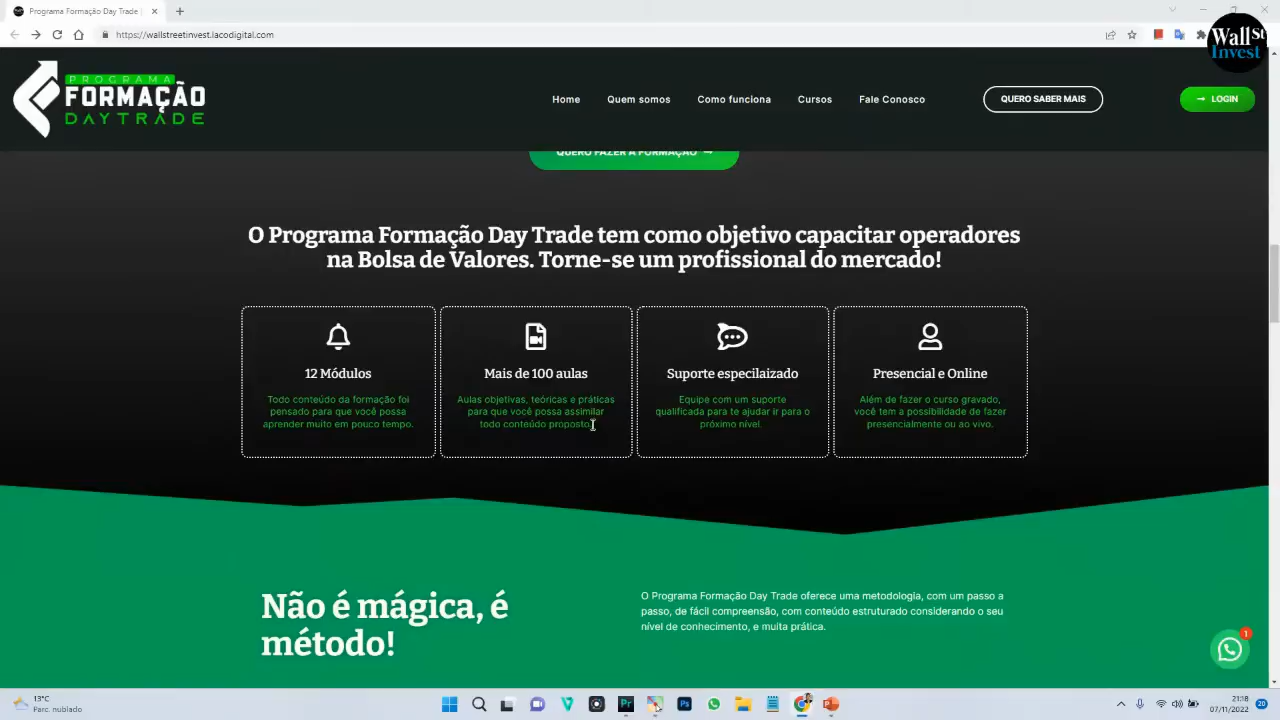 Programa Formação Day Trade |
https://wallstreetinvest.lacodigital.com
Wall St
Invest
PROGRAMA
FORMAÇÃO
DAYTRADE
Home
Quem somos
Como funciona
Cursos
Fale Conosco
QUERO SABER MAIS
→ LOGIN
QUERO FAZER A FORMAÇÃO →
O Programa Formação Day Trade tem como objetivo capacitar operadores
na Bolsa de Valores. Torne-se um profissional do mercado!
12 Módulos
Todo conteúdo da formação foi
pensado para que você possa
aprender muito em pouco tempo.
Mais de 100 aulas
Aulas objetivas, teóricas e práticas
para que você possa assimilar
todo conteúdo proposto.
Suporte especilaizado
Equipe com um suporte
qualificada para te ajudar ir para o
próximo nível.
Presencial e Online
Além de fazer o curso gravado,
você tem a possibilidade de fazer
presencialmente ou ao vivo.
Não é mágica, é
método!
O Programa Formação Day Trade oferece uma metodologia, com um passo a
passo, de fácil compreensão, com conteúdo estruturado considerando o seu
nível de conhecimento, e muita prática.
1
13°C
Parc. nublado
Pr
Ps
21:18
07/11/2022
20